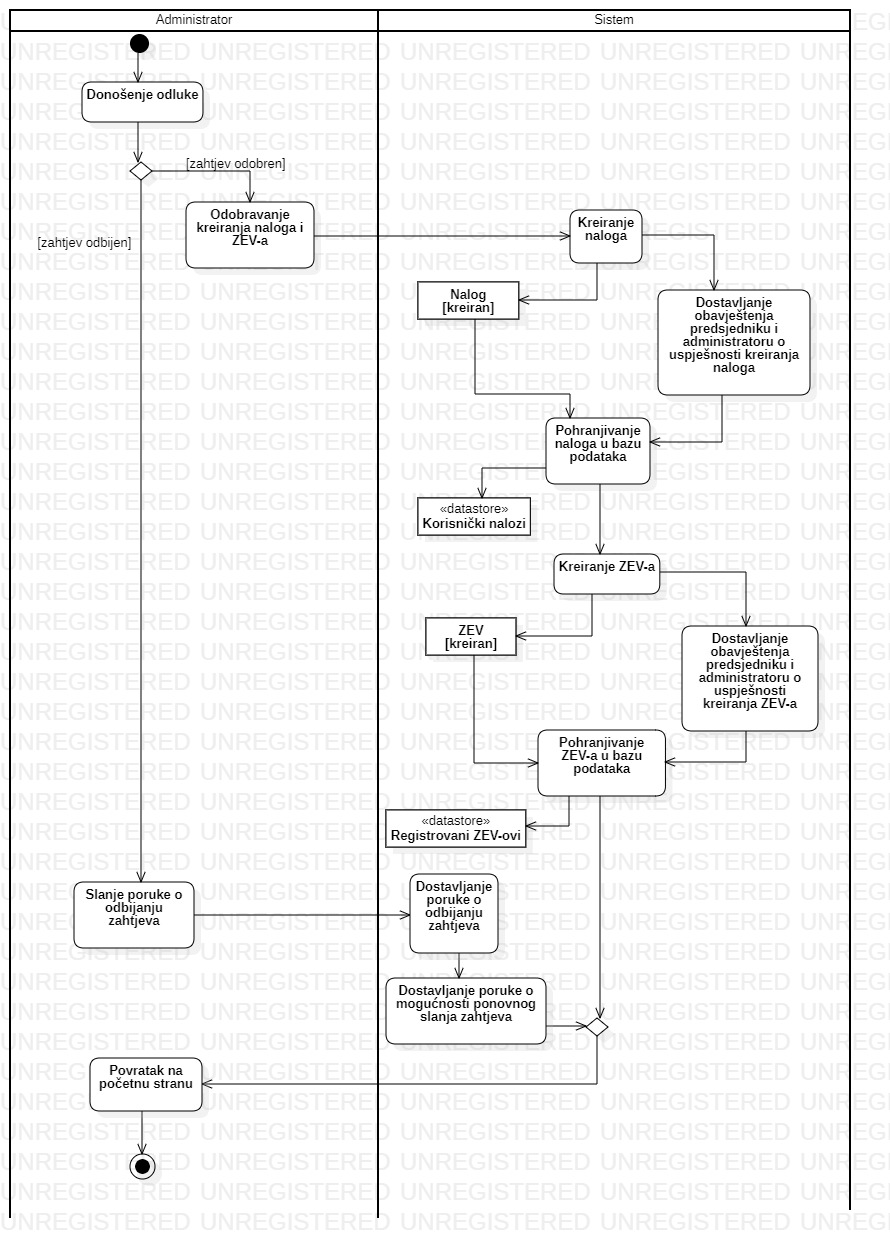 Administrator
Sistem
Donošenje odluke
[zahtjev odobren]
Odobravanje
kreiranja naloga i
ZEV-a
[zahtjev odbijen]
Kreiranje
naloga
Nalog
[kreiran]
Dostavljanje
obavještenja
predsjedniku i
administratoru o
uspješnosti kreiranja
naloga
Pohranjivanje
naloga u bazu
podataka
«datastore»
Korisnički nalozi
Kreiranje ZEV-a
ZEV
[kreiran]
Dostavljanje
obavještenja
predsjedniku i
administratoru o
uspješnosti
kreiranja ZEV-a
Pohranjivanje
ZEV-a u bazu
podataka
«datastore»
Registrovani ZEV-ovi
Slanje poruke o
odbijanju
zahtjeva
Dostavljanje
poruke o
odbijanju
zahtjeva
Dostavljanje poruke o
mogućnosti ponovnog
slanja zahtjeva
Povratak na
početnu stranu
UNREGISTERED